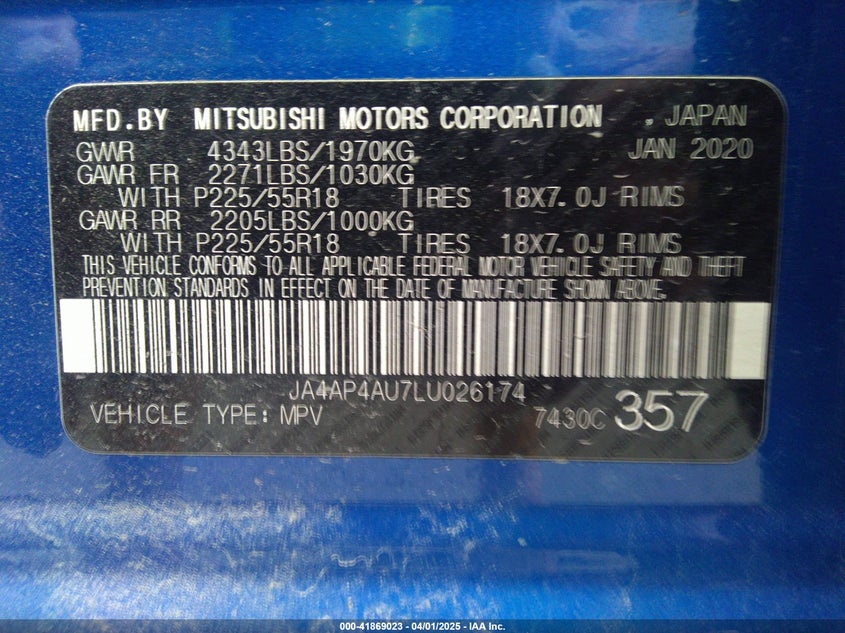 MFD.BY MITSUBISHI MOTORS CORPORATION , JAPAN
GVWR 4343LBS/1970KG JAN 2020
GAWR FR 2271LBS/1030KG
WITH P225/55R18 TIRES 18X7.0J RIMS
GAWR RR 2205LBS/1000KG
WITH P225/55R18 TIRES 18X7.0J RIMS
THIS VEHICLE CONFORMS TO ALL APPLICABLE FEDERAL MOTOR VEHICLE SAFETY AND THEFT
PREVENTION STANDARDS IN EFFECT ON THE DATE OF MANUFACTURE SHOWN ABOVE.
JA4AP4AU7LU026174
VEHICLE TYPE: MPV 7430C 357
000-41869023 - 04/01/2025 - IAA Inc.